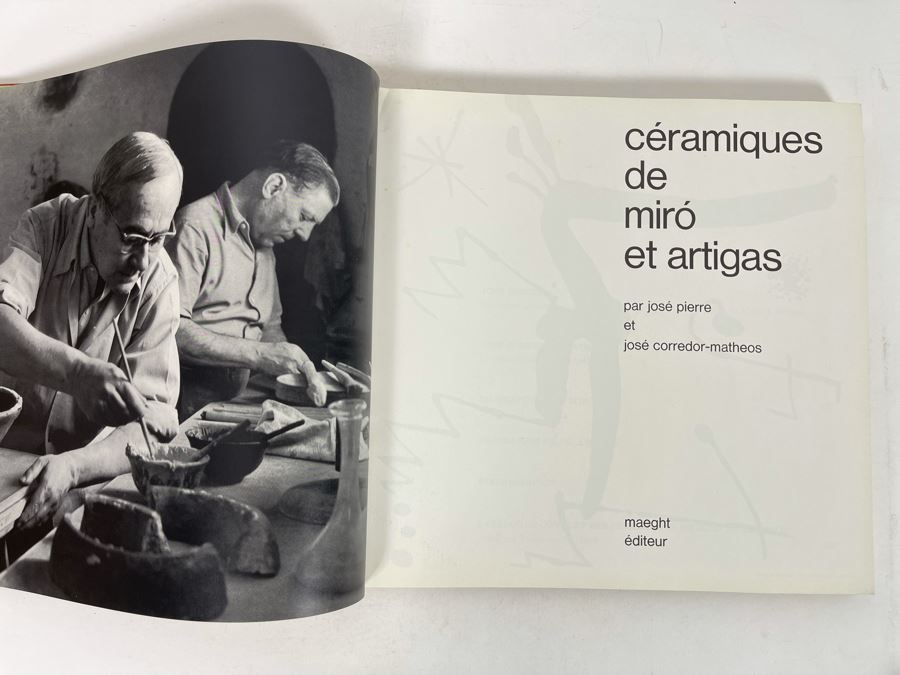 céramiques
de
miró
et artigas
par josé pierre
et
josé corredor-matheos
maeght
éditeur